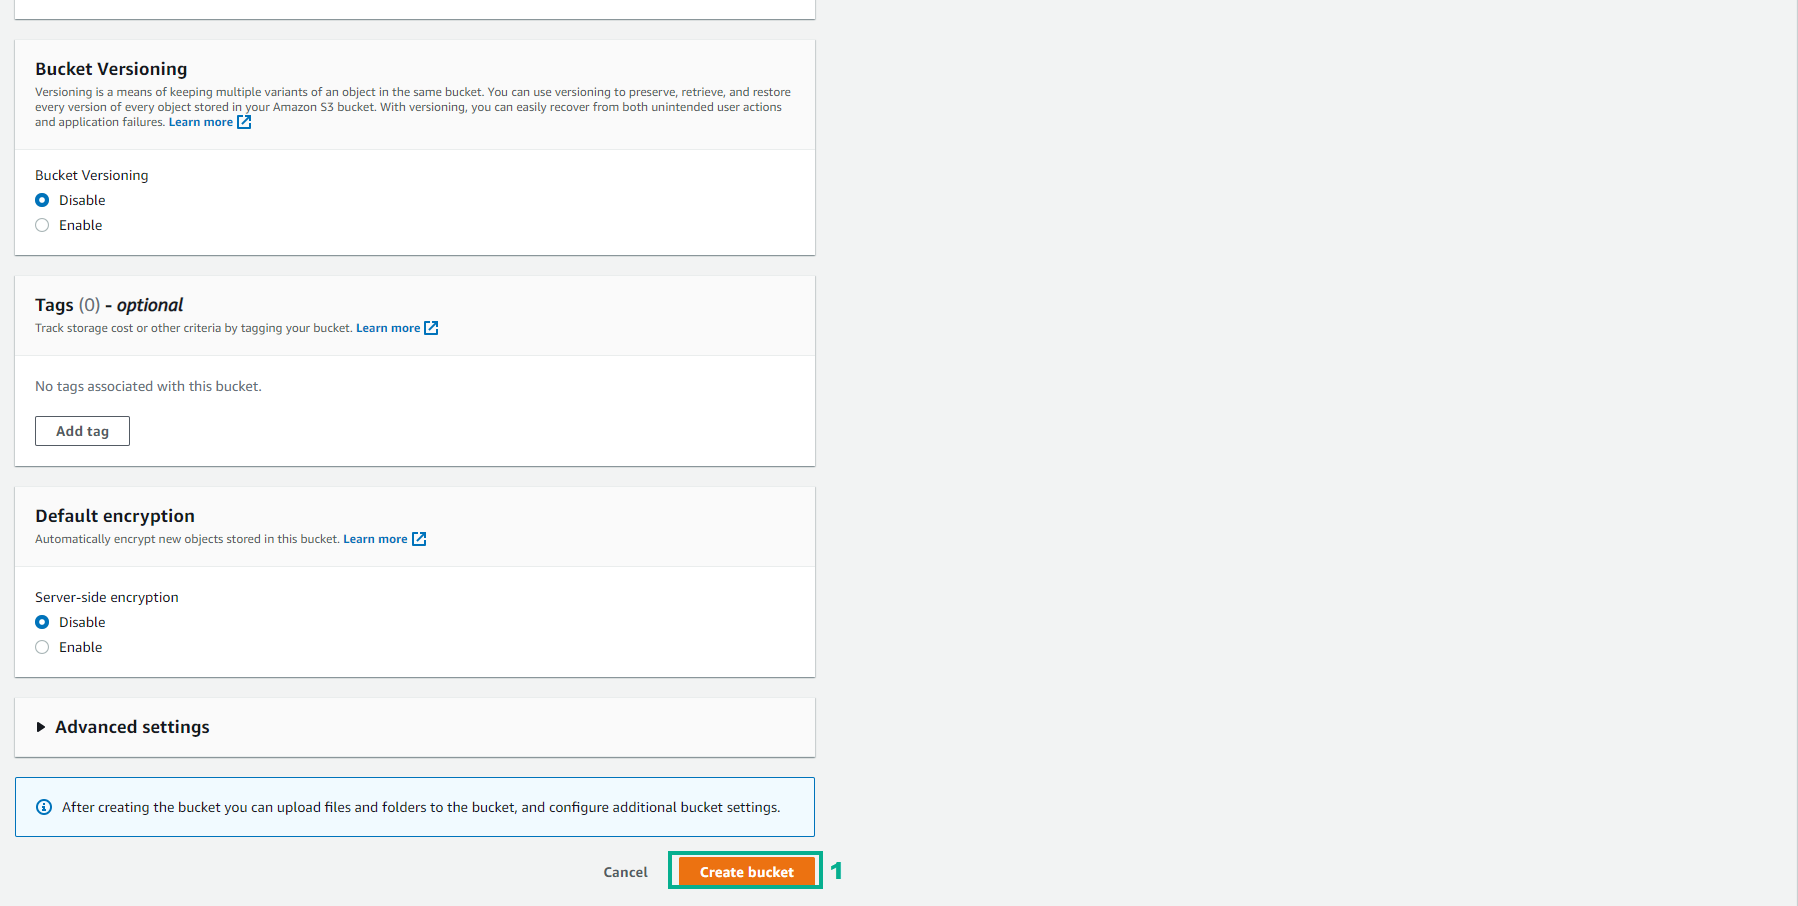 Bucket Versioning
Versioning is a means of keeping multiple variants of an object in the same bucket. You can use versioning to preserve, retrieve, and restore
every version of every object stored in your Amazon S3 bucket. With versioning, you can easily recover from both unintended user actions
and application failures. Learn more
Bucket Versioning
Disable
Enable
Tags (0) - optional
Track storage cost or other criteria by tagging your bucket. Learn more
No tags associated with this bucket.
Add tag
Default encryption
Automatically encrypt new objects stored in this bucket. Learn more
Server-side encryption
Disable
Enable
Advanced settings
After creating the bucket you can upload files and folders to the bucket, and configure additional bucket settings.
Cancel Create bucket 1